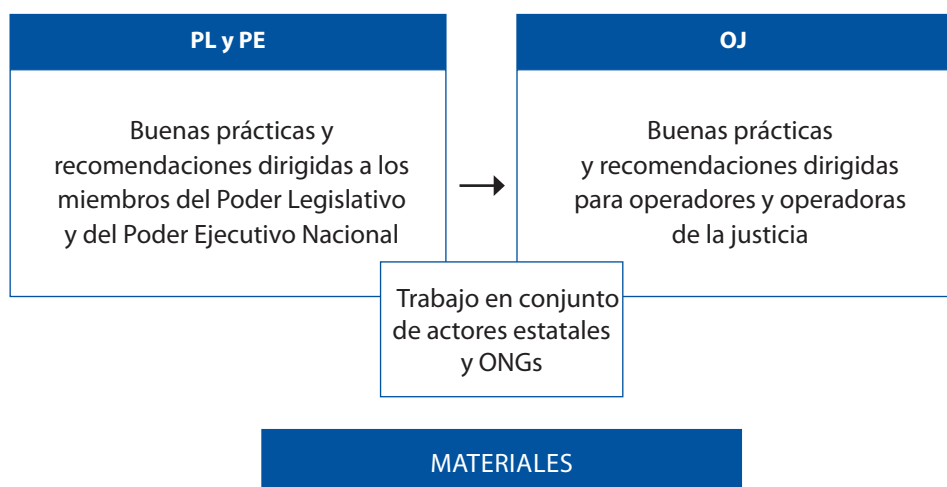 PL y PE
Buenas prácticas y
recomendaciones dirigidas a los
miembros del Poder Legislativo
y del Poder Ejecutivo Nacional
OJ
Buenas prácticas
y recomendaciones dirigidas
para operadores y operadoras
de la justicia
Trabajo en conjunto
de actores estatales
y ONGs
MATERIALES